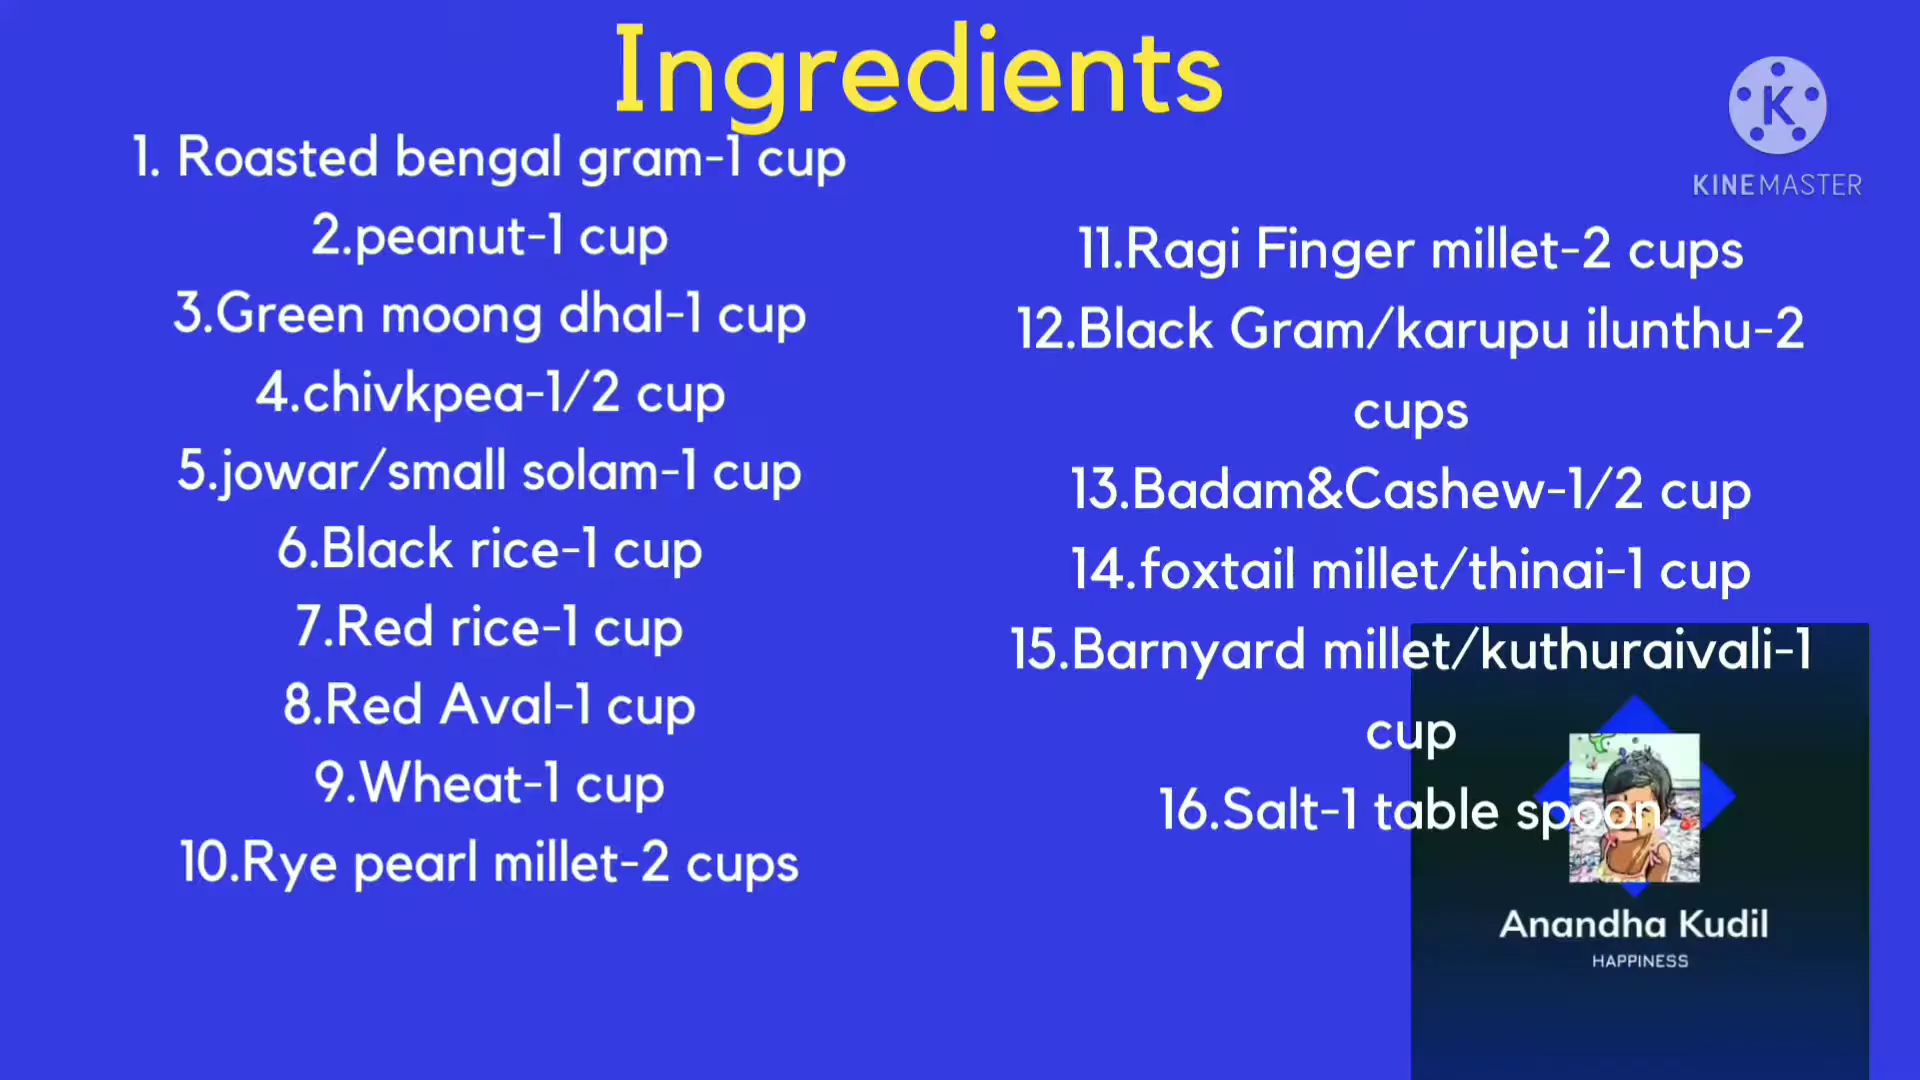 Ingredients
1. Roasted bengal gram-1 cup
2.peanut-1 cup
3.Green moong dhal-1 cup
4.chivkpea-1/2 cup
5.jowar/small solam-1 cup
6.Black rice-1 cup
7.Red rice-1 cup
8.Red Aval-1 cup
9.Wheat-1 cup
10.Rye pearl millet-2 cups
11.Ragi Finger millet-2 cups
12.Black Gram/karupu ilunthu-2
cups
13.Badam&Cashew-1/2 cup
14.foxtail millet/thinai-1 cup
15.Barnyard millet/kuthuraivali-1
cup
16.Salt-1 table spoon
K
KINEMASTER
Anandha Kudil
HAPPINESS